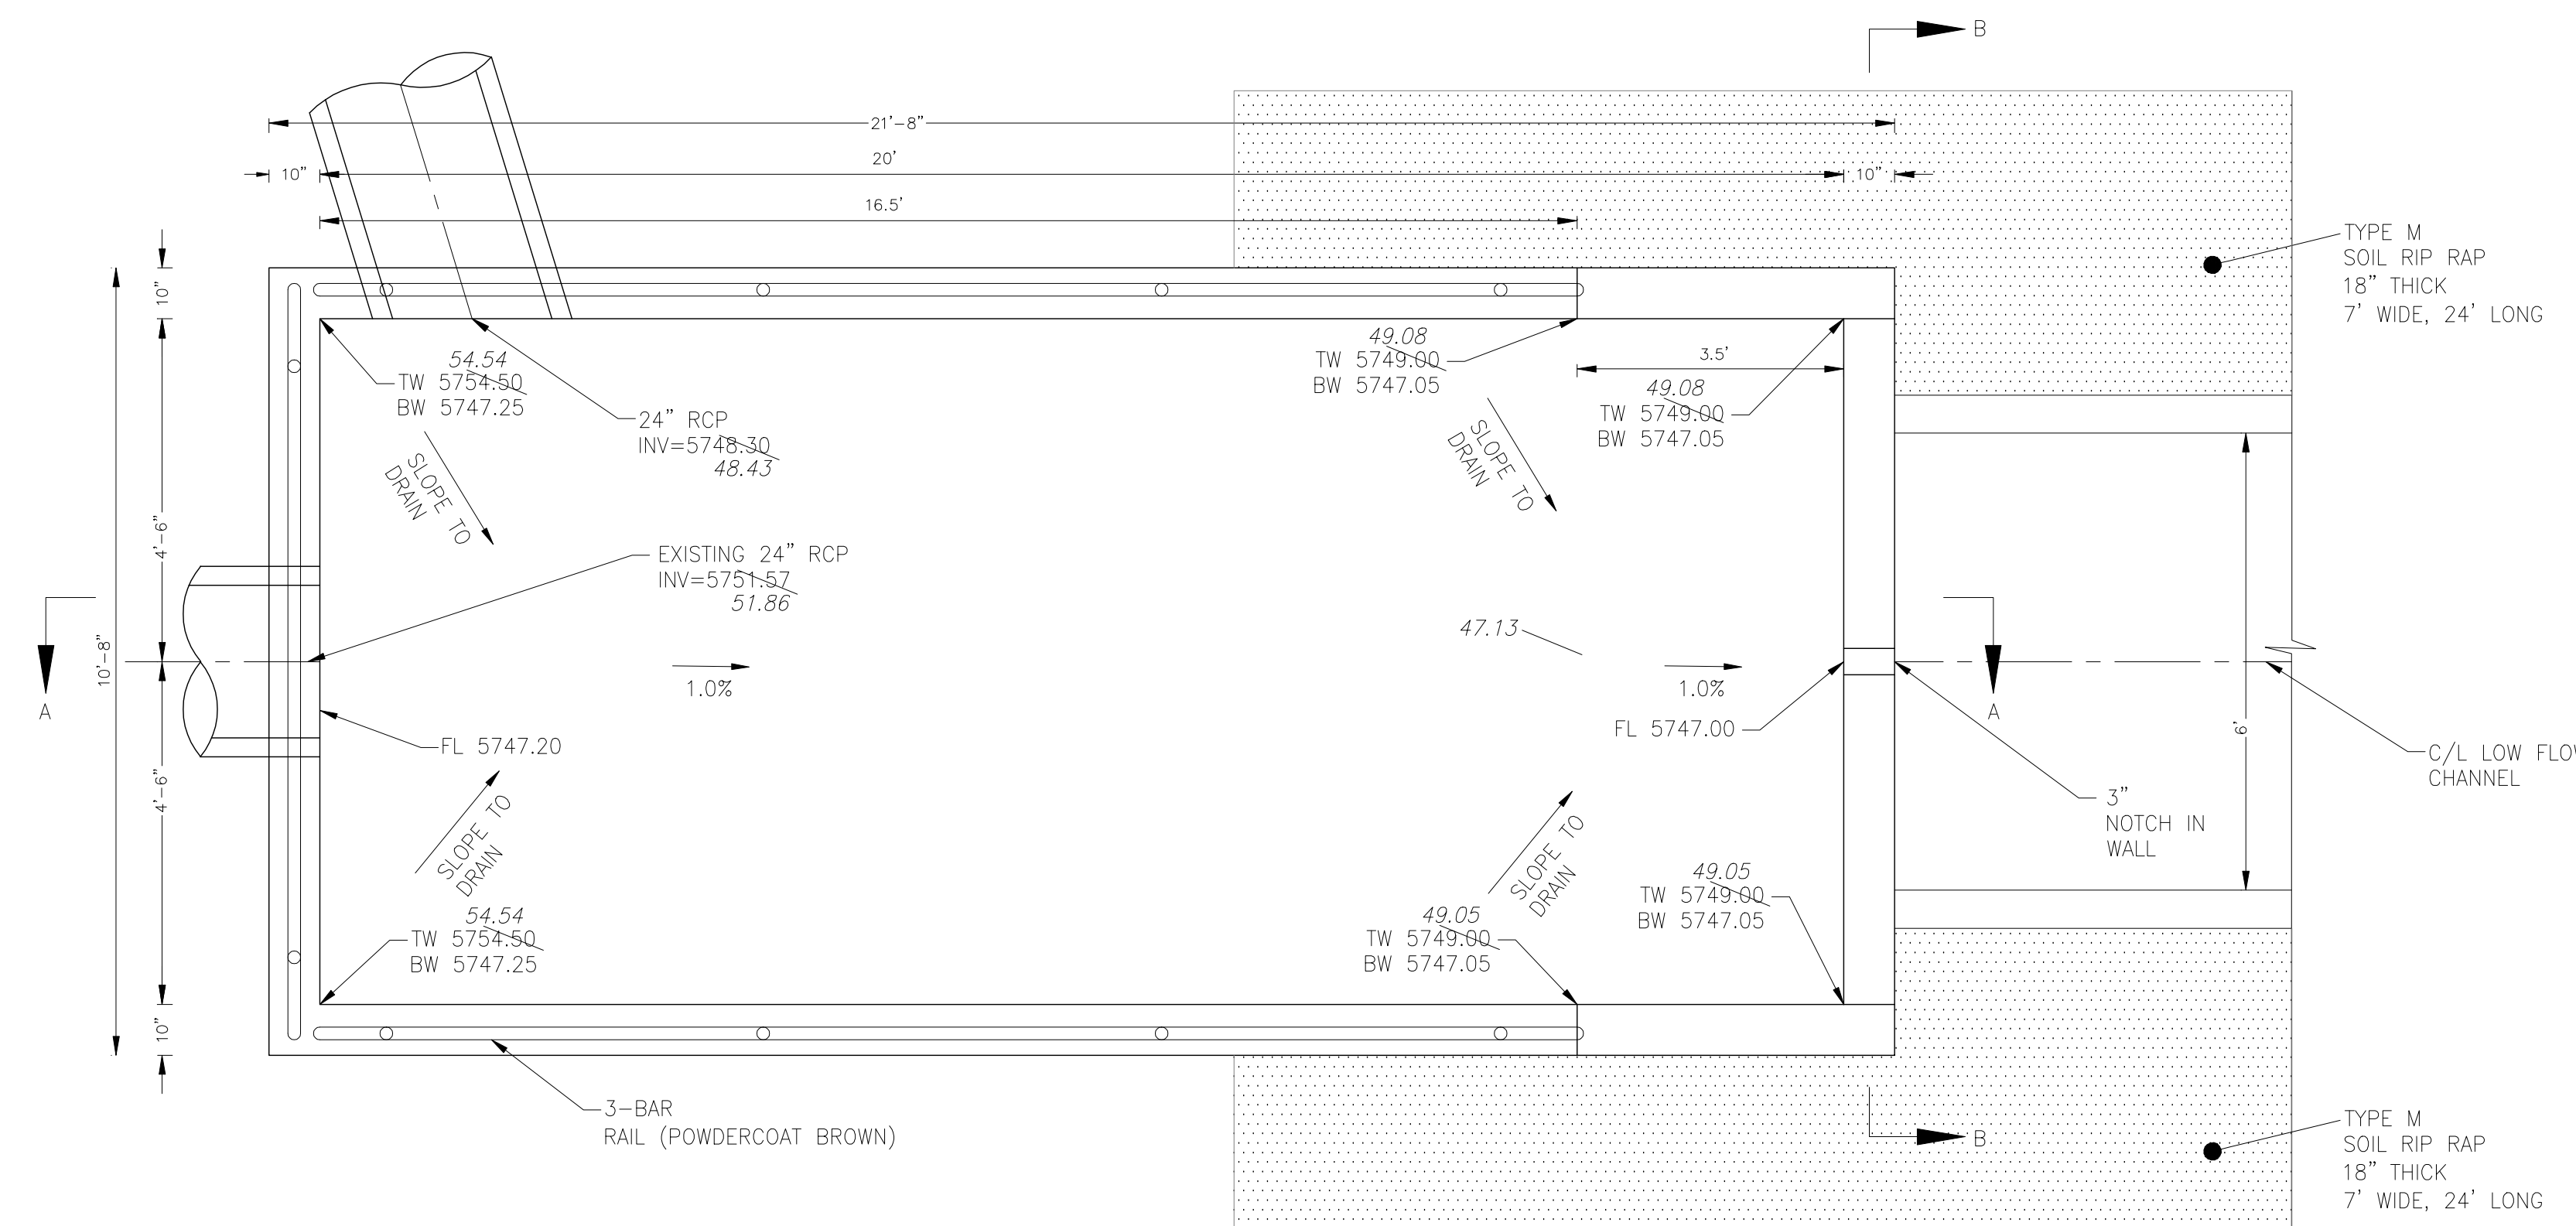 B
21'-8"
20'
10"
10"
16.5'
TYPE M
SOIL RIP RAP
18" THICK
7' WIDE, 24' LONG
10"
4'-6"
10'-8"
4'-6"
10"
54.54
TW 5754.50
BW 5747.25
24" RCP
INV=5748.30
48.43
SLOPE TO
DRAIN
49.08
TW 5749.00
BW 5747.05
3.5'
49.08
TW 5749.00
BW 5747.05
SLOPE TO
DRAIN
EXISTING 24" RCP
INV=5751.57
51.86
47.13
1.0%
1.0%
A
A
FL 5747.20
FL 5747.00
6'
C/L LOW FLO
CHANNEL
3"
NOTCH IN
WALL
SLOPE TO
DRAIN
SLOPE TO
DRAIN
54.54
TW 5754.50
BW 5747.25
49.05
TW 5749.00
BW 5747.05
49.05
TW 5749.00
BW 5747.05
3-BAR
RAIL (POWDERCOAT BROWN)
B
TYPE M
SOIL RIP RAP
18" THICK
7' WIDE, 24' LONG